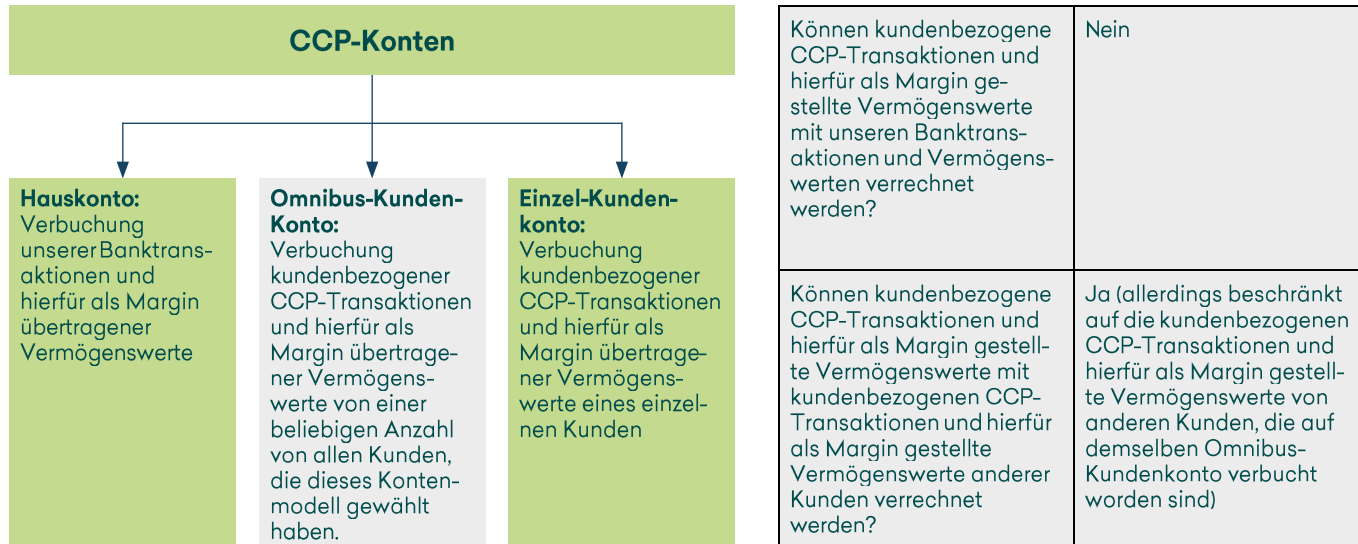 CCP-Konten
Hauskonto:
Verbuchung
unserer Banktrans-
aktionen und
hierfür als Margin
übertragener
Vermögenswerte
Omnibus-Kunden-
Konto:
Verbuchung
kundenbezogener
CCP-Transaktionen
und hierfür als
Margin übertrage-
ner Vermögens-
werte von einer
beliebigen Anzahl
von allen Kunden,
die dieses Konten-
modell gewählt
haben.
Einzel-Kunden-
konto:
Verbuchung
kundenbezogener
CCP-Transaktionen
und hierfür als
Margin übertrage-
ner Vermögens-
werte eines einzel-
nen Kunden
Können kundenbezogene
CCP-Transaktionen und
hierfür als Margin ge-
stellte Vermögenswerte
mit unseren Banktrans-
aktionen und Vermögens-
werten verrechnet
werden?
Nein
Können kundenbezogene
CCP-Transaktionen und
hierfür als Margin gestell-
te Vermögenswerte mit
kundenbezogenen CCP-
Transaktionen und hierfür
als Margin gestellte
Vermögenswerte anderer
Kunden verrechnet
werden?
Ja (allerdings beschränkt
auf die kundenbezogenen
CCP-Transaktionen und
hierfür als Margin gestell-
te Vermögenswerte von
anderen Kunden, die auf
demselben Omnibus-
Kundenkonto verbucht
worden sind)